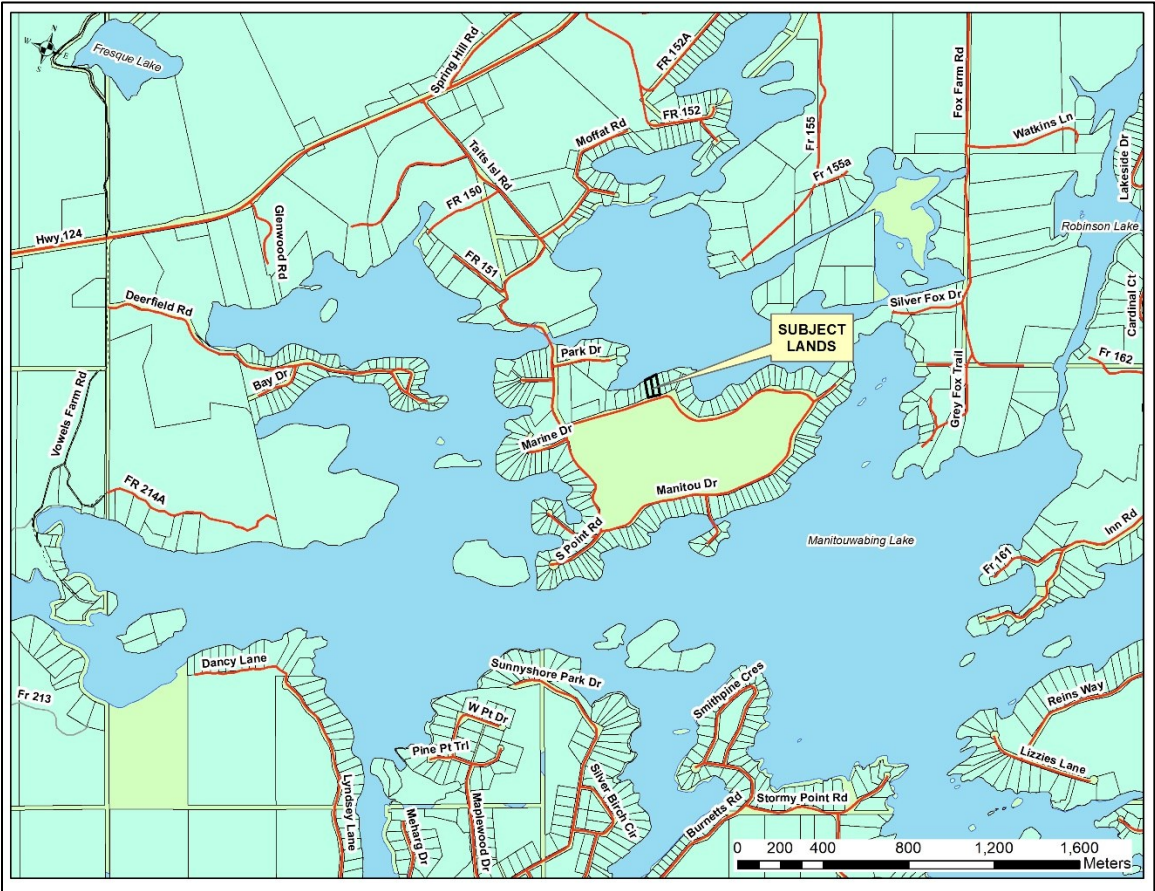 N
W
E
S
Fresque Lake
Spring Hill Rd
FR 152A
FR 152
Fr 155
Fox Farm Rd
Watkins Ln
Lakeside Dr
Moffat Rd
Taits Isl Rd
Fr 155a
FR 150
Glenwood Rd
Hwy 124
Robinson Lake
FR 151
Deerfield Rd
Silver Fox Dr
Cardinal Ct
SUBJECT
LANDS
Park Dr
Fr 162
Bay Dr
Grey Fox Trail
Vowels Farm Rd
Marine Dr
FR 214A
Manitou Dr
S Point Rd
Manitouwabing Lake
Inn Rd
Fr 161
Dancy Lane
Sunnyshore Park Dr
Smithpine Cres
Fr 213
Reins Way
W Pt Dr
Pine Pt Trl
Lizzies Lane
Lyndsey Lane
Silver Birch Clr
Stormy Point Rd
Meharg Dr
Maplewood Dr
Burnetts Rd
0 200 400 800 1,200 1,600
Meters